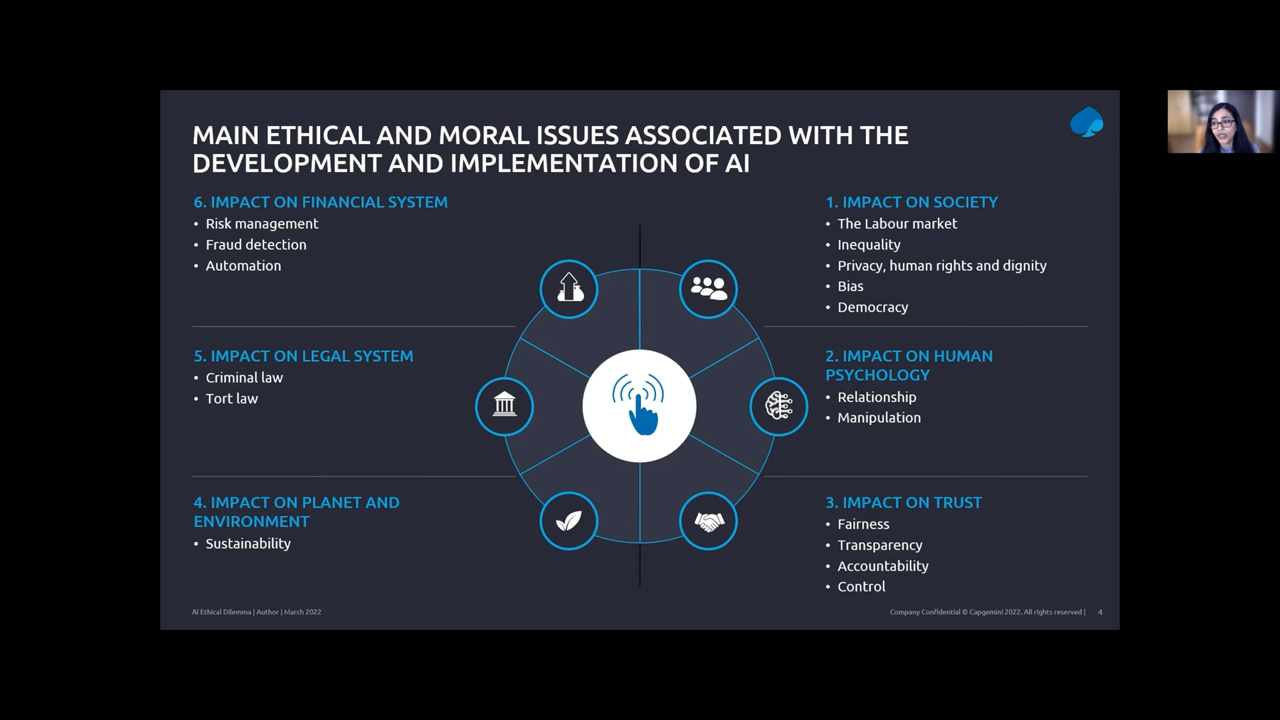 MAIN ETHICAL AND MORAL ISSUES ASSOCIATED WITH THE
DEVELOPMENT AND IMPLEMENTATION OF AI
6. IMPACT ON FINANCIAL SYSTEM
• Risk management
• Fraud detection
• Automation
1. IMPACT ON SOCIETY
• The Labour market
• Inequality
• Privacy, human rights and dignity
• Bias
• Democracy
5. IMPACT ON LEGAL SYSTEM
• Criminal law
• Tort law
2. IMPACT ON HUMAN
PSYCHOLOGY
• Relationship
• Manipulation
4. IMPACT ON PLANET AND
ENVIRONMENT
• Sustainability
3. IMPACT ON TRUST
• Fairness
• Transparency
• Accountability
• Control
AI Ethical Dilemma | Author | March 2022
Company Confidential © Capgemini 2022. All rights reserved | 4